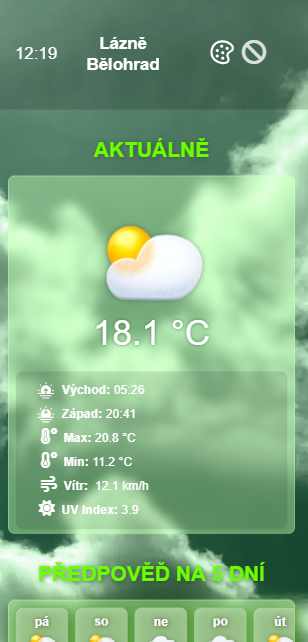 12:19
Lázně
Bělohrad
AKTUÁLNĚ
18.1 °C
Východ: 05:26
Západ: 20:41
Max: 20.8 °C
Min: 11.2 °C
Vítr: 12.1 km/h
UV Index: 3.9
PŘEDPOVĚĎ NA 5 DNÍ
pá so ne po út